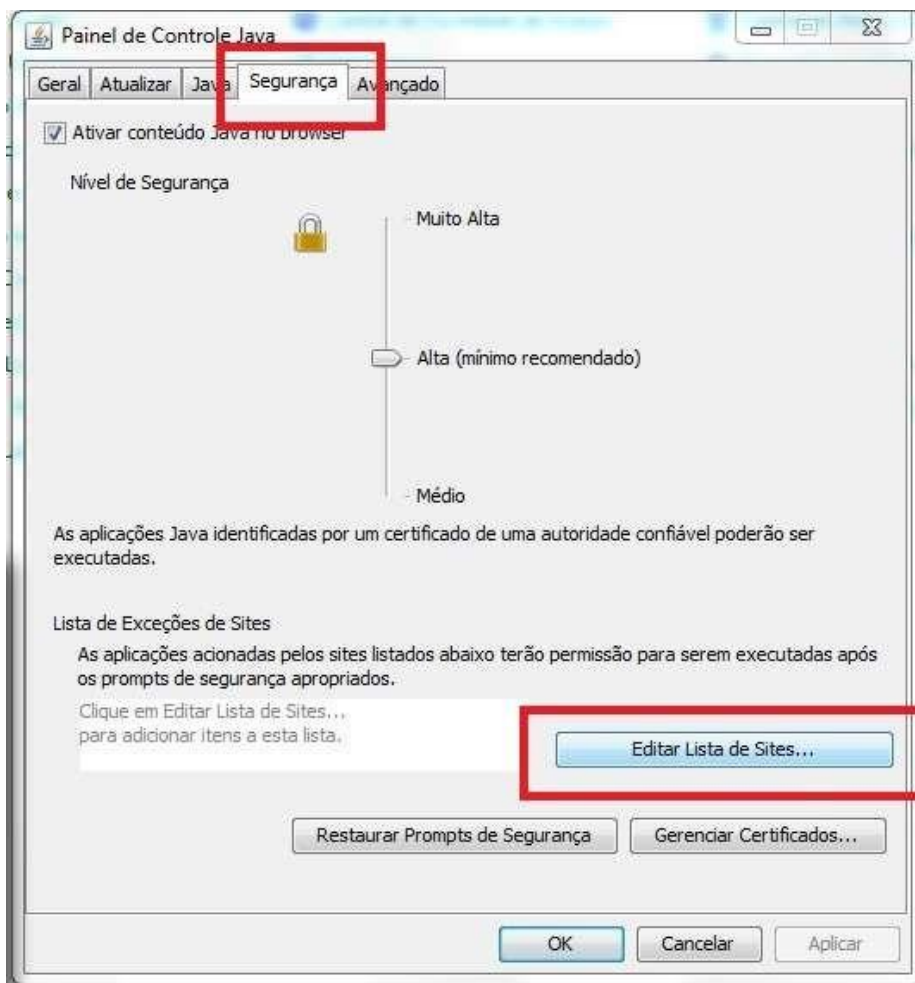 Painel de Controle Java
Geral Atualizar Java Segurança Avançado
Ativar conteúdo Java no browser
Nível de Segurança
Muito Alta
Alta (mínimo recomendado)
Médio
As aplicações Java identificadas por um certificado de uma autoridade confiável poderão ser
executadas.
Lista de Exceções de Sites
As aplicações acionadas pelos sites listados abaixo terão permissão para serem executadas após
os prompts de segurança apropriados.
Clique em Editar Lista de Sites...
para adicionar itens a esta lista.
Editar Lista de Sites...
Restaurar Prompts de Segurança Gerenciar Certificados...
OK Cancelar Aplicar